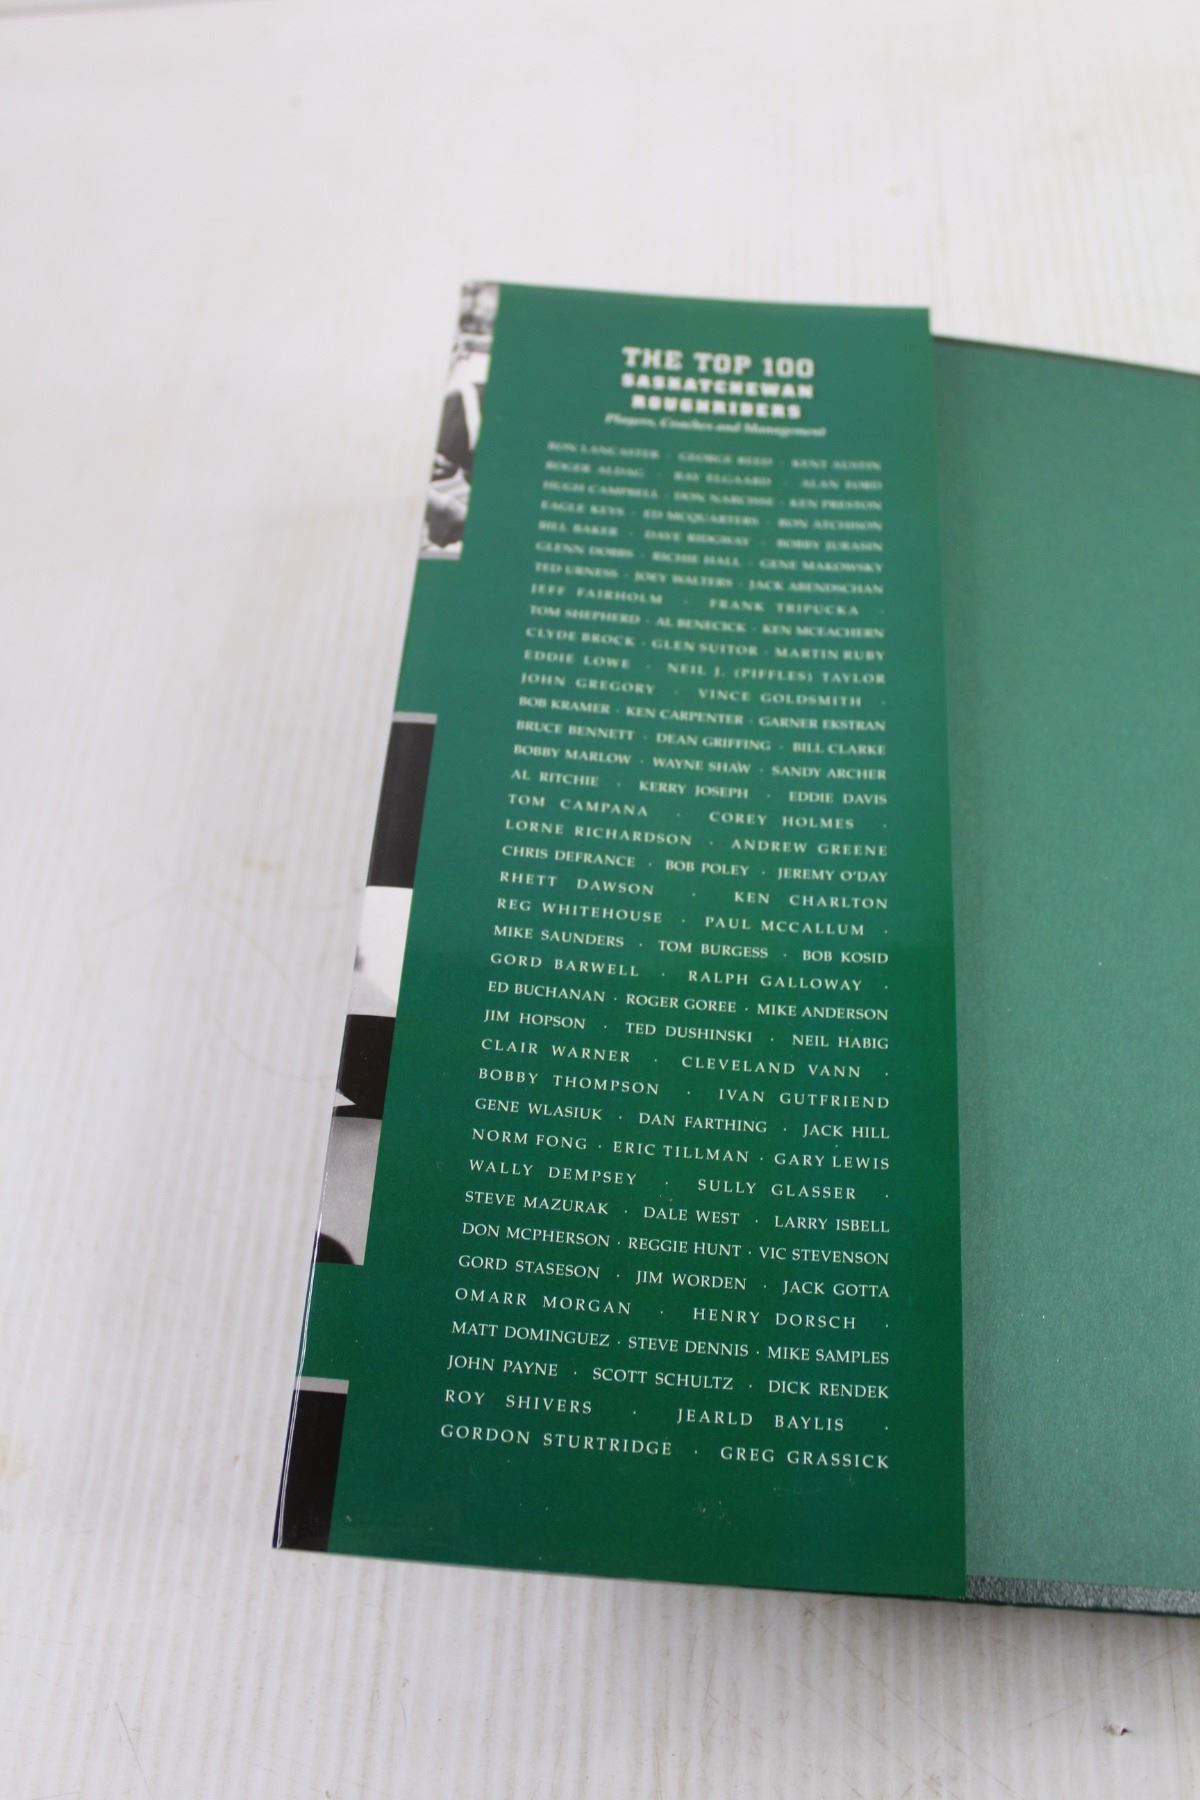 THE TOP 100
SASKATCHEWAN
ROUGHRIDERS
Players, Coaches and Management
RON LANCASTER · GEORGE REED · KENT AUSTIN
ROGER ALDAG · RAY ELGAARD · ALAN FORD
HUGH CAMPBELL · DON NARCISSE · KEN PRESTON
EAGLE KEYS · ED MCQUARTERS · RON ATCHISON
BILL BAKER · DAVE RIDGWAY · BOBBY JURASIN
GLENN DOBBS · RICHIE HALL · GENE MAKOWSKY
TED URNESS · JOEY WALTERS · JACK ABENDSCHAN
JEFF FAIRHOLM · FRANK TRIPUCKA ·
TOM SHEPHERD · AL BENECICK · KEN MCEACHERN
CLYDE BROCK · GLEN SUITOR · MARTIN RUBY
EDDIE LOWE · NEIL J. (PIFFLES) TAYLOR
JOHN GREGORY · VINCE GOLDSMITH ·
BOB KRAMER · KEN CARPENTER · GARNER EKSTRAN
BRUCE BENNETT · DEAN GRIFFING · BILL CLARKE
BOBBY MARLOW · WAYNE SHAW · SANDY ARCHER
AL RITCHIE · KERRY JOSEPH · EDDIE DAVIS
TOM CAMPANA · COREY HOLMES ·
LORNE RICHARDSON · ANDREW GREENE
CHRIS DEFRANCE · BOB POLEY · JEREMY O'DAY
RHETT DAWSON · KEN CHARLTON
REG WHITEHOUSE · PAUL MCCALLUM ·
MIKE SAUNDERS · TOM BURGESS · BOB KOSID
GORD BARWELL · RALPH GALLOWAY ·
ED BUCHANAN · ROGER GOREE · MIKE ANDERSON
JIM HOPSON · TED DUSHINSKI · NEIL HABIG
CLAIR WARNER · CLEVELAND VANN ·
BOBBY THOMPSON · IVAN GUTFRIEND
GENE WLASIUK · DAN FARTHING · JACK HILL
NORM FONG · ERIC TILLMAN · GARY LEWIS
WALLY DEMPSEY · SULLY GLASSER ·
STEVE MAZURAK · DALE WEST · LARRY ISBELL
DON MCPHERSON · REGGIE HUNT · VIC STEVENSON
GORD STASESON · JIM WORDEN · JACK GOTTA
OMARR MORGAN · HENRY DORSCH ·
MATT DOMINGUEZ · STEVE DENNIS · MIKE SAMPLES
JOHN PAYNE · SCOTT SCHULTZ · DICK RENDEK
ROY SHIVERS · JEARLD BAYLIS ·
GORDON STURTRIDGE · GREG GRASSICK